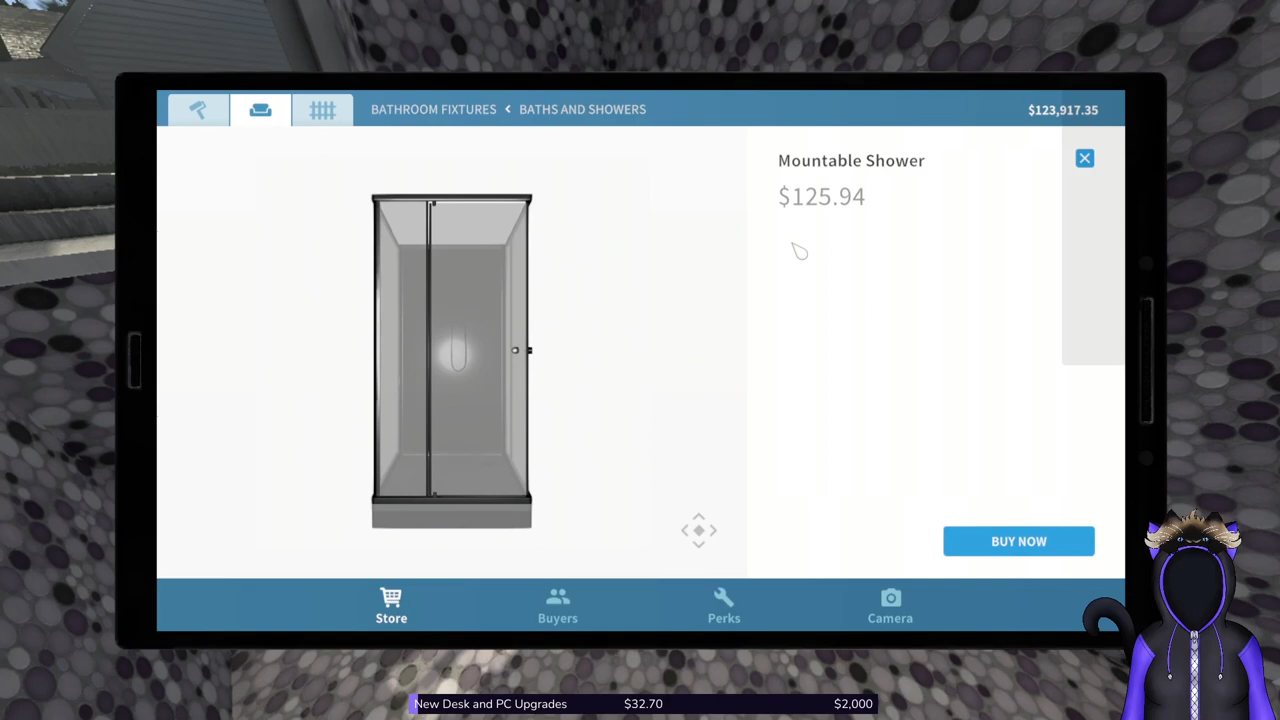 BATHROOM FIXTURES < BATHS AND SHOWERS
$123,917.35
Mountable Shower
$125.94
BUY NOW
Store
Buyers
Perks
Camera
New Desk and PC Upgrades $32.70 $2,000